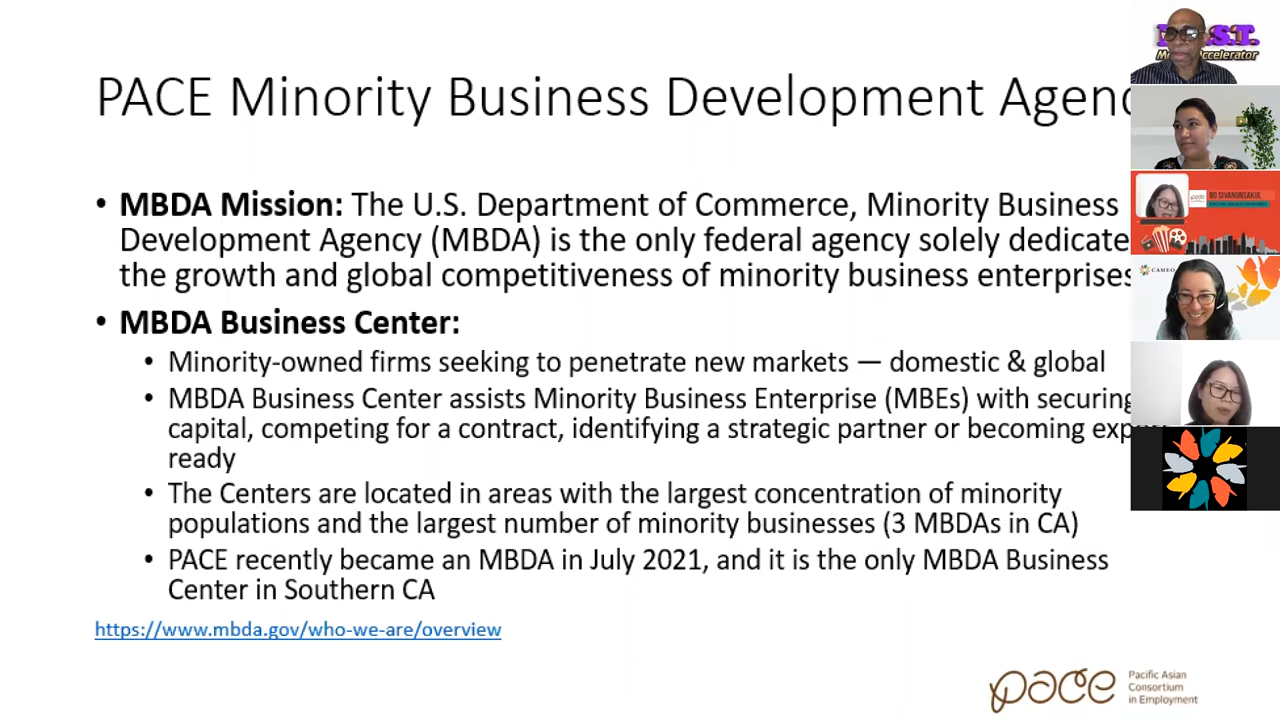 PACE Minority Business Development Agenc
• MBDA Mission: The U.S. Department of Commerce, Minority Business
Development Agency (MBDA) is the only federal agency solely dedicate
the growth and global competitiveness of minority business enterprises
• MBDA Business Center:
• Minority-owned firms seeking to penetrate new markets — domestic & global
• MBDA Business Center assists Minority Business Enterprise (MBEs) with securing
capital, competing for a contract, identifying a strategic partner or becoming exp
ready
• The Centers are located in areas with the largest concentration of minority
populations and the largest number of minority businesses (3 MBDAs in CA)
• PACE recently became an MBDA in July 2021, and it is the only MBDA Business
Center in Southern CA
https://www.mbda.gov/who-we-are/overview
pace
Pacific Asian
Consortium
in Employment
.S.T.
Accelerator
pace
BO SIVANUNSAKUL
CAMEO